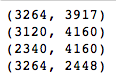 (3264, 3917)
(3120, 4160)
(2340, 4160)
(3264, 2448)